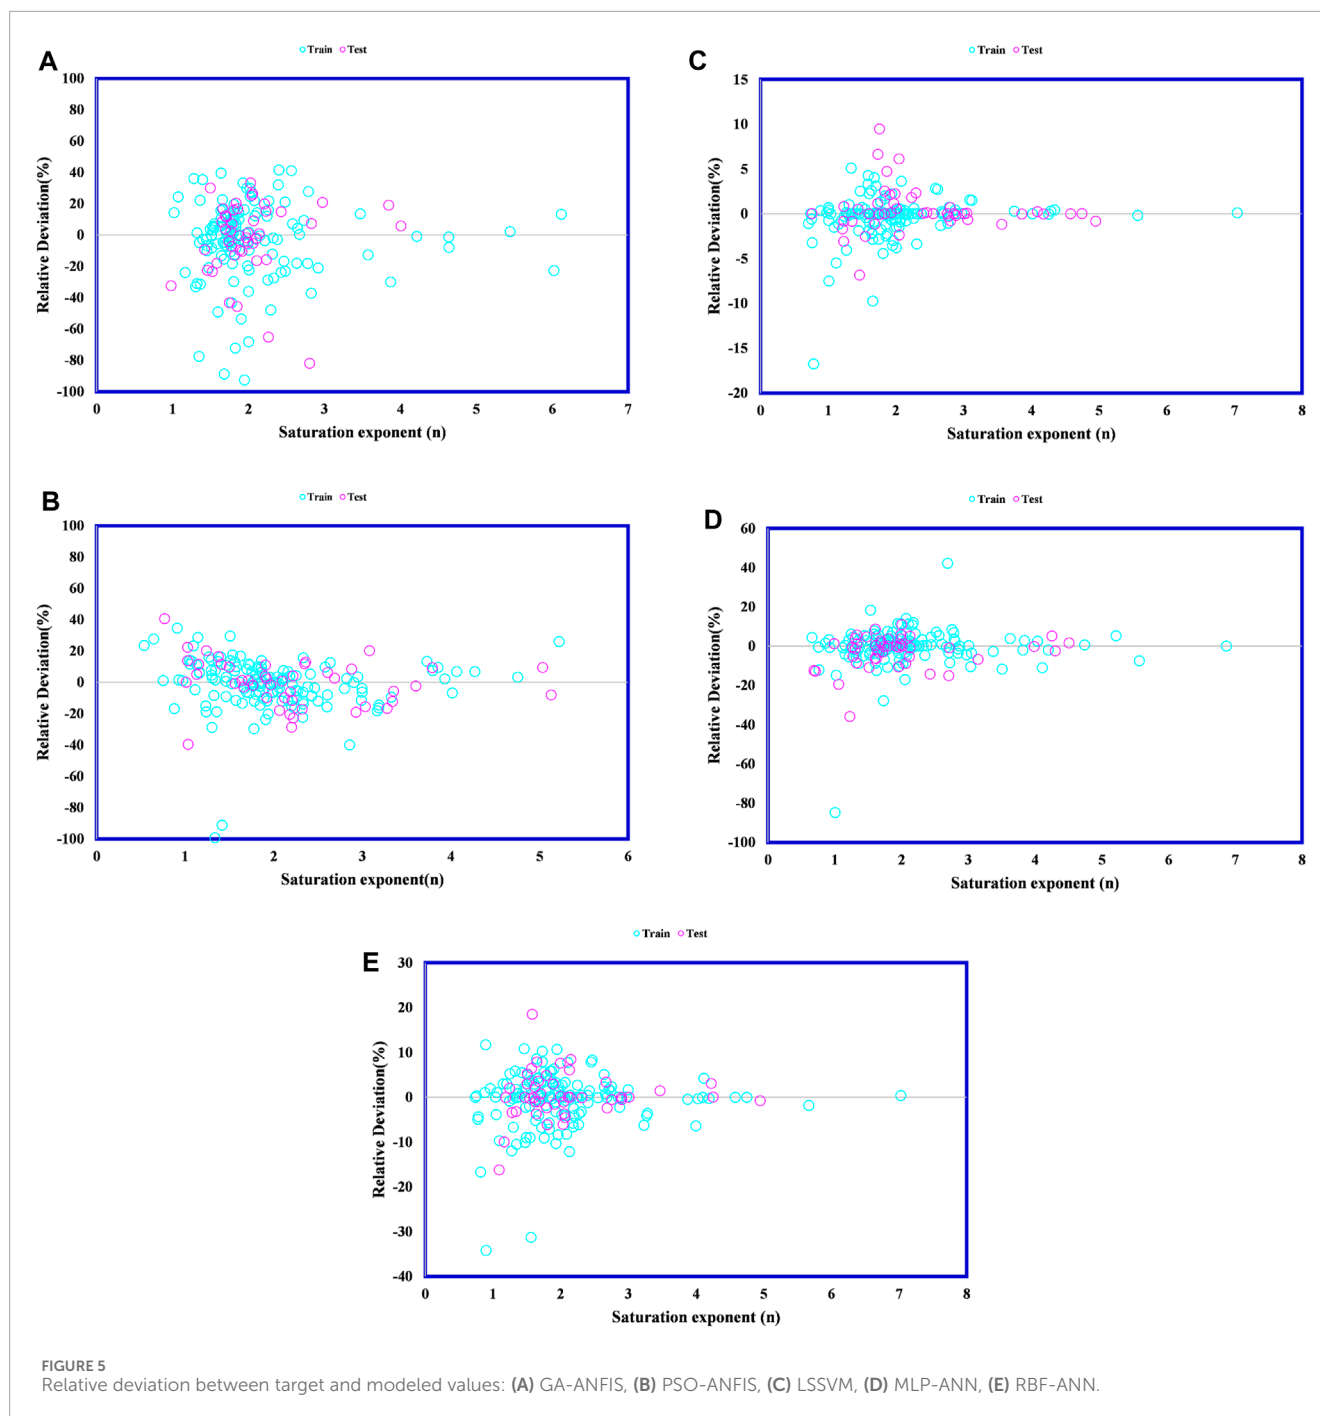 A
Train Test
100
80
60
40
20
0
-20
-40
-60
-80
-100
Relative Deviation(%)
0 1 2 3 4 5 6 7
Saturation exponent (n)
C
Train Test
15
10
5
0
-5
-10
-15
-20
Relative Deviation(%)
0 1 2 3 4 5 6 7 8
Saturation exponent (n)
B
Train Test
100
80
60
40
20
0
-20
-40
-60
-80
-100
Relative Deviation(%)
0 1 2 3 4 5 6
Saturation exponent(n)
D
Train Test
60
40
20
0
-20
-40
-60
-80
-100
Relative Deviation(%)
0 1 2 3 4 5 6 7 8
Saturation exponent (n)
E
Train Test
30
20
10
0
-10
-20
-30
-40
Relative Deviation(%)
0 1 2 3 4 5 6 7 8
Saturation exponent (n)
FIGURE 5
Relative deviation between target and modeled values: (A) GA-ANFIS, (B) PSO-ANFIS, (C) LSSVM, (D) MLP-ANN, (E) RBF-ANN.